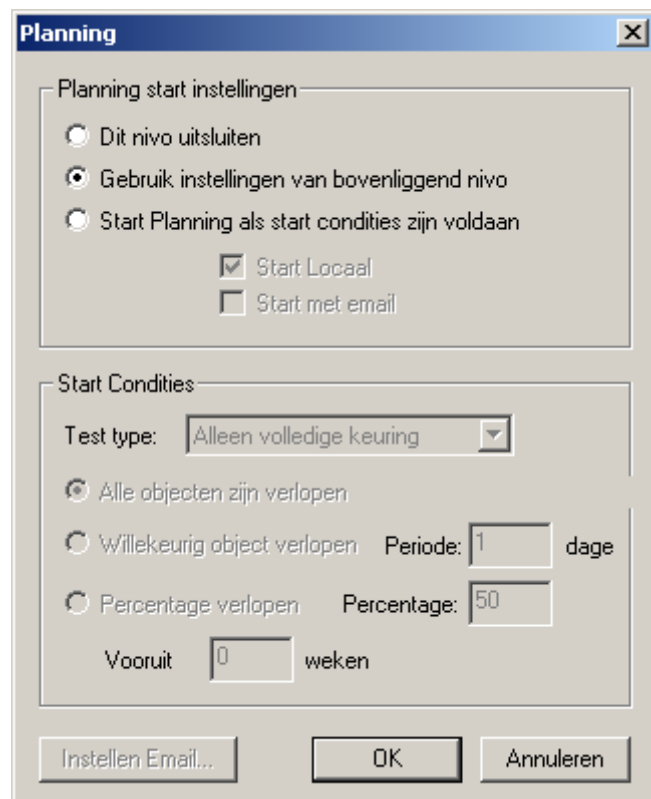 Planning
Planning start instellingen
Dit nivo uitsluiten
Gebruik instellingen van bovenliggend nivo
Start Planning als start condities zijn voldaan
Start Locaal
Start met email
Start Condities
Test type: Alleen volledige keuring
Alle objecten zijn verlopen
Willekeurig object verlopen Periode: 1 dage
Percentage verlopen Percentage: 50
Vooruit 0 weken
Instellen Email... OK Annuleren